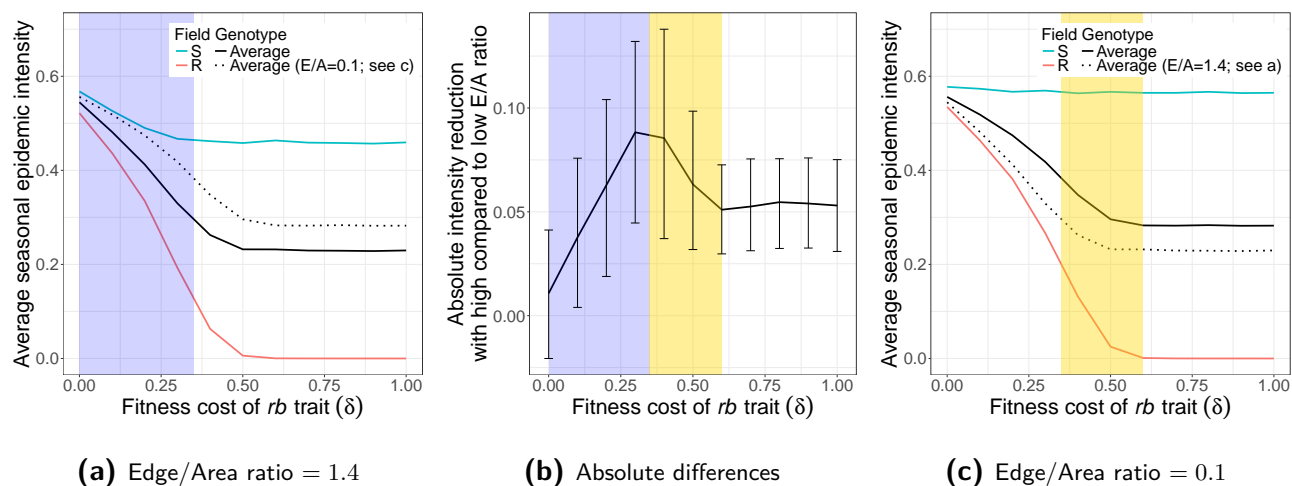 Average seasonal epidemic intensity
0.6
0.4
0.2
0.0
Field Genotype
S
R
Average
Average (E/A=0.1; see c)
0.00
0.25
0.50
0.75
1.00
Fitness cost of rb trait (δ)
(a) Edge/Area ratio = 1.4
Absolute intensity reduction
with high compared to low E/A ratio
0.10
0.05
0.00
0.00
0.25
0.50
0.75
1.00
Fitness cost of rb trait (δ)
(b) Absolute differences
Average seasonal epidemic intensity
0.6
0.4
0.2
0.0
Field Genotype
S
R
Average
Average (E/A=1.4; see a)
0.00
0.25
0.50
0.75
1.00
Fitness cost of rb trait (δ)
(c) Edge/Area ratio = 0.1